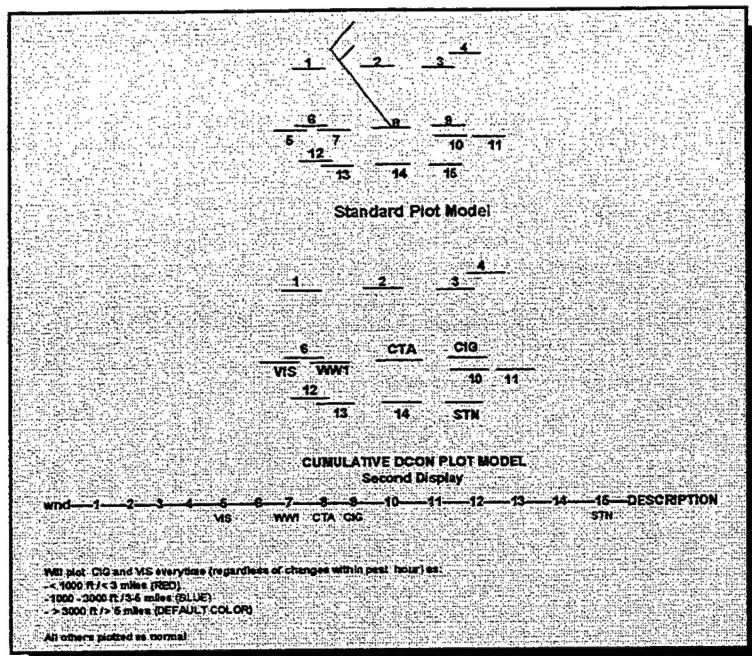 4
1 2 3
6 8 9
5 7 10 11
12
13 14 15
Standard Plot Model
4
1 2 3
6 CTA CIG
VIS WW1 10 11
12
13 14 STN
CUMULATIVE DCON PLOT MODEL
Second Display
wnd—1—2—3—4—5—6—7—8—9—10—11—12—13—14—15—DESCRIPTION
VIS WW1 CTA CIG STN
Will plot CIG and VIS everytime (regardless of changes within past hour) as:
- < 1000 ft / < 3 miles (RED)
- 1000 - 3000 ft / 3-5 miles (BLUE)
- > 3000 ft / > 5 miles (DEFAULT COLOR)
All others plotted as normal